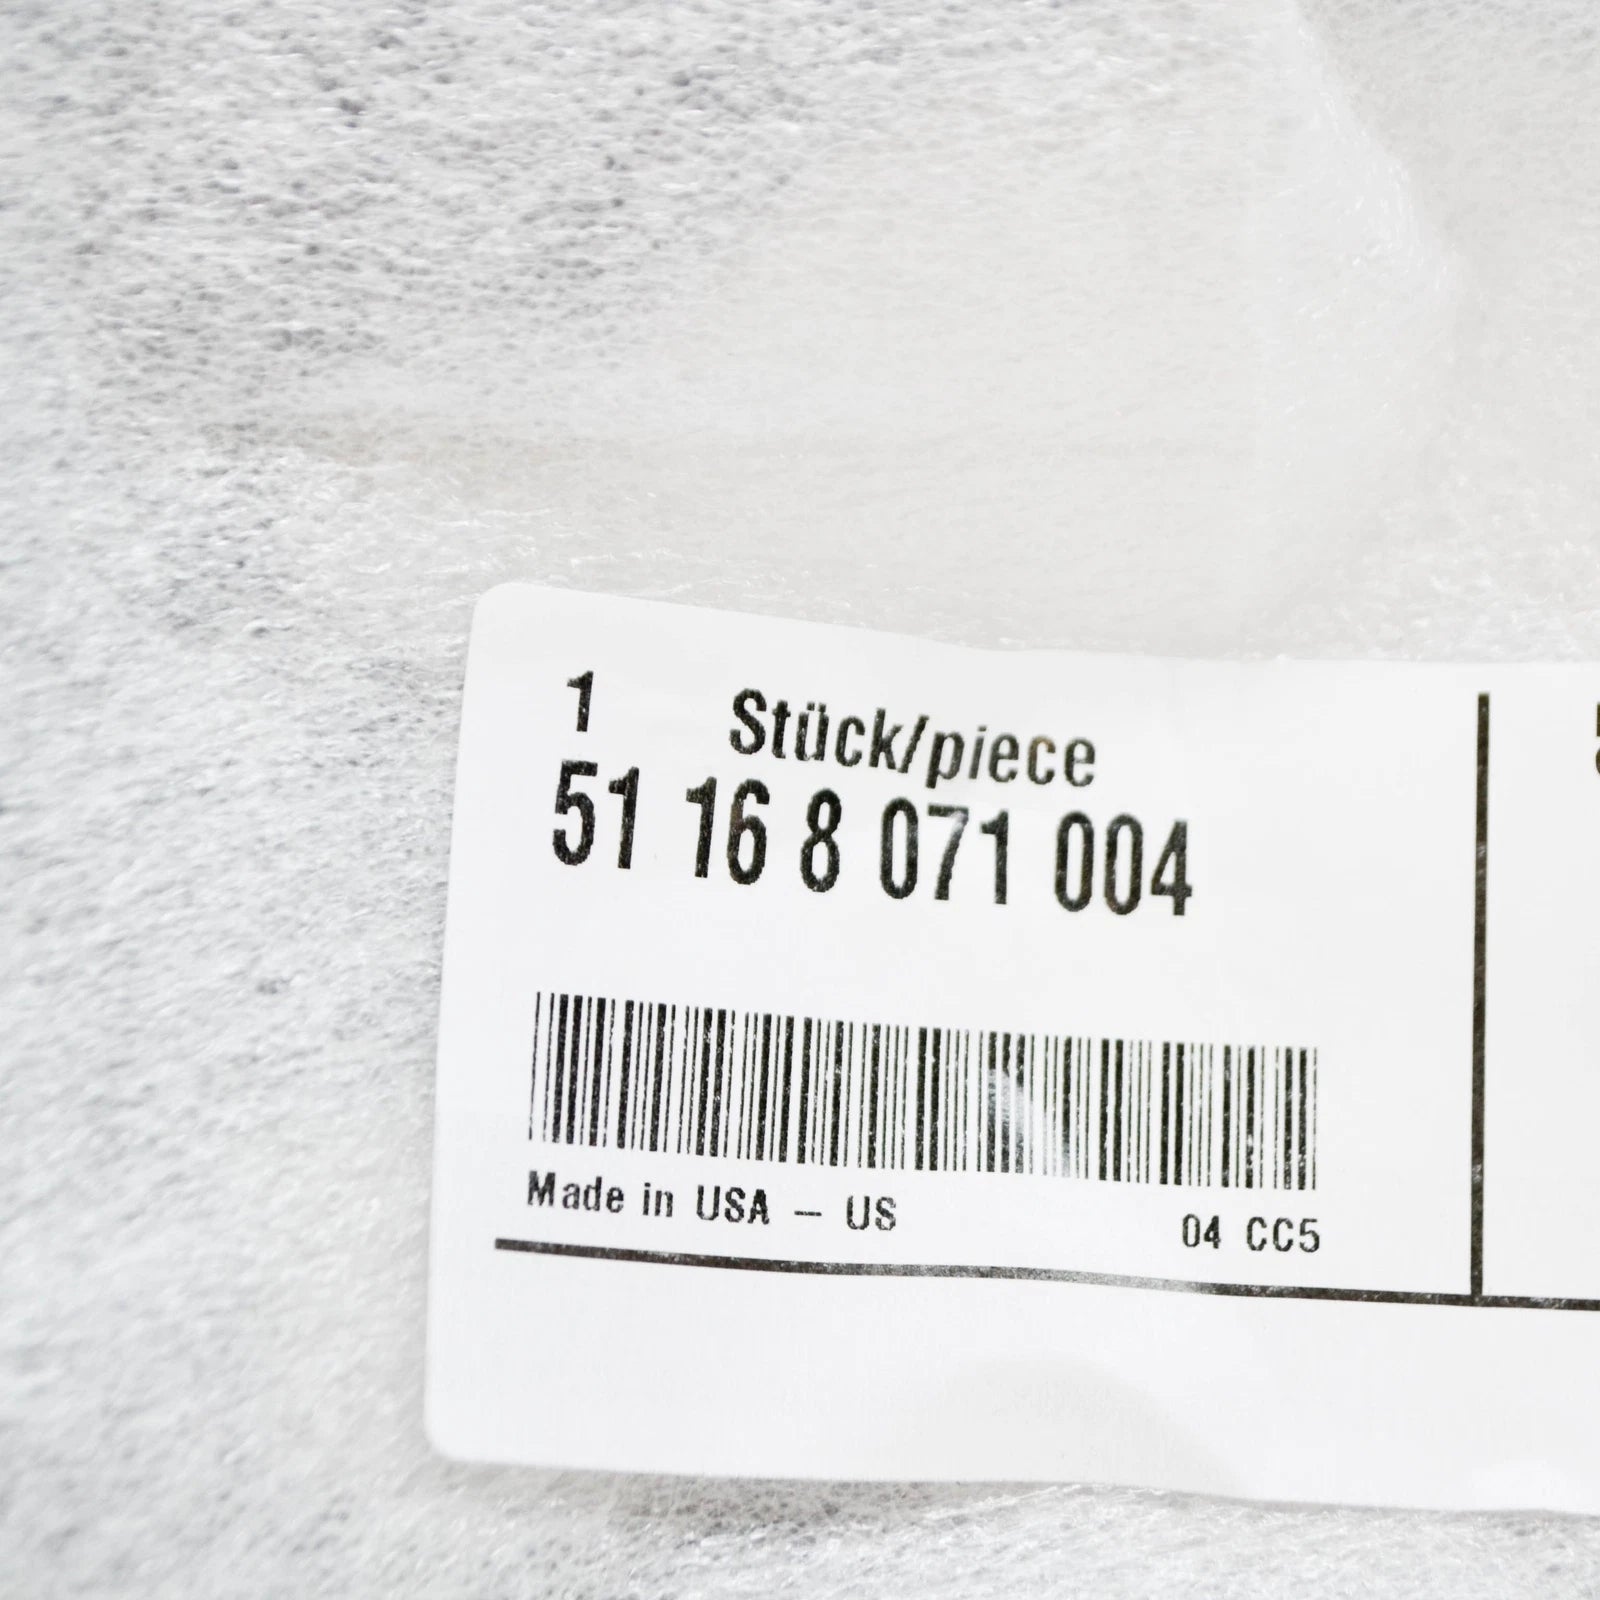 1 Stück/piece
51 16 8 071 004
Made in USA – US 04 CC5